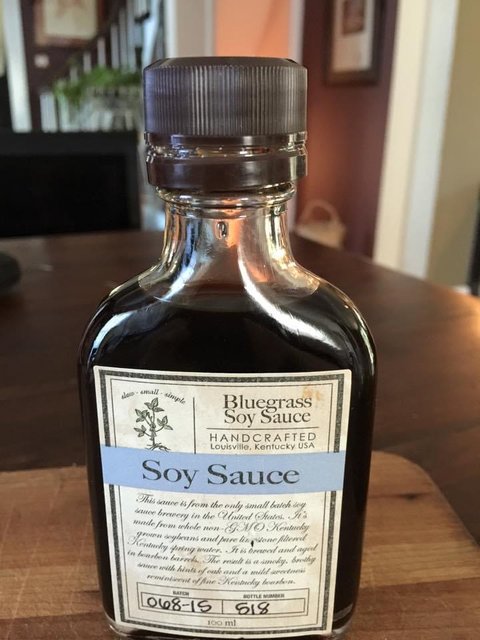 slow · small · simple
Bluegrass
Soy Sauce
HANDCRAFTED
Louisville, Kentucky USA
Soy Sauce
This sauce is from the only small batch soy
sauce brewery in the United States. It's
made from whole non-GMO Kentucky
grown soybeans and pure limestone filtered
Kentucky spring water. It is brewed and aged
in bourbon barrels. The result is a smoky, brothy
sauce with hints of oak and a mild sweetness
reminiscent of fine Kentucky bourbon.
BATCH BOTTLE NUMBER
068-15 518
100 ml